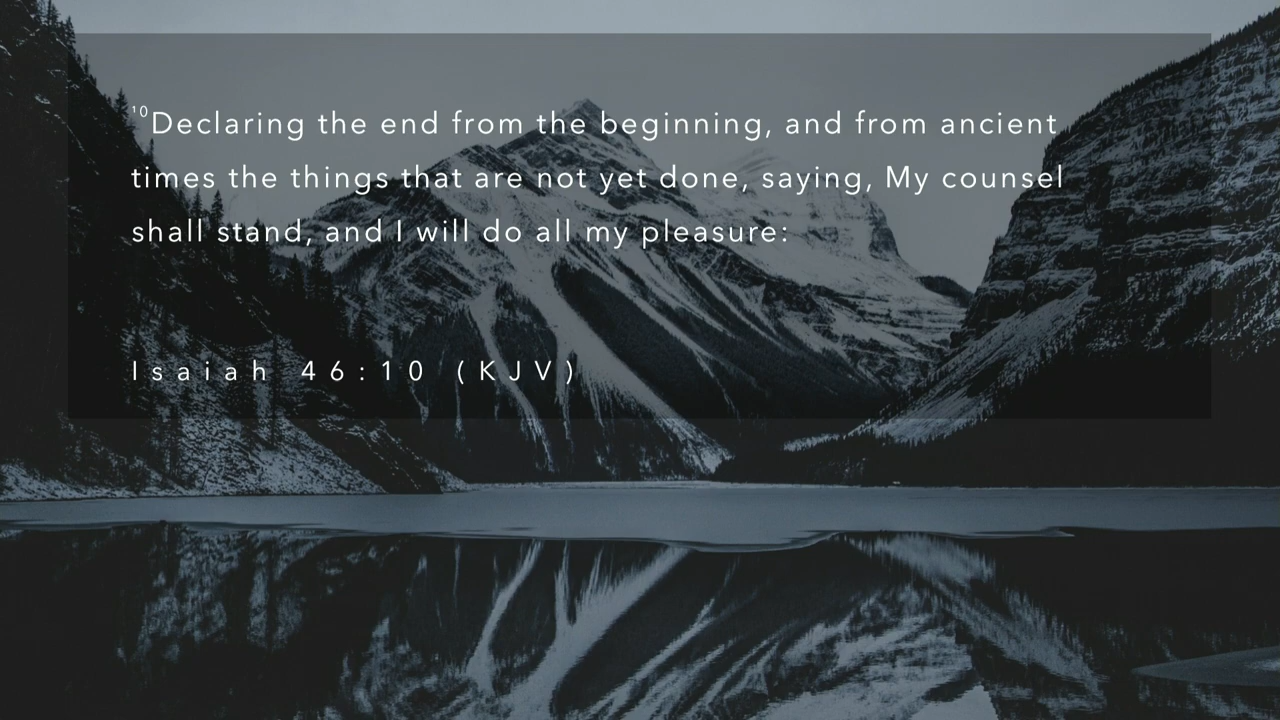 ¹⁰Declaring the end from the beginning, and from ancient
times the things that are not yet done, saying, My counsel
shall stand, and I will do all my pleasure:
Isaiah 46:10 (KJV)